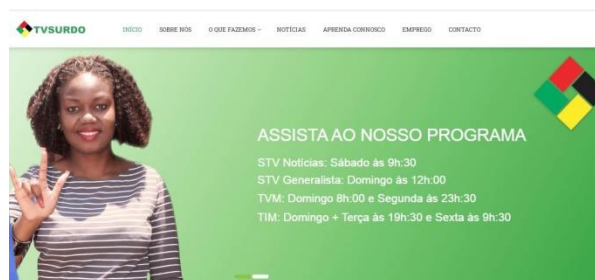 TVSURDO
INÍCIO SOBRE NÓS O QUE FAZEMOS NOTÍCIAS APRENDA CONNOSCO EMPREGO CONTACTO
ASSISTA AO NOSSO PROGRAMA
STV Notícias: Sábado às 9h:30
STV Generalista: Domingo às 12h:00
TVM: Domingo 8h:00 e Segunda às 23h:30
TIM: Domingo + Terça às 19h:30 e Sexta às 9h:30